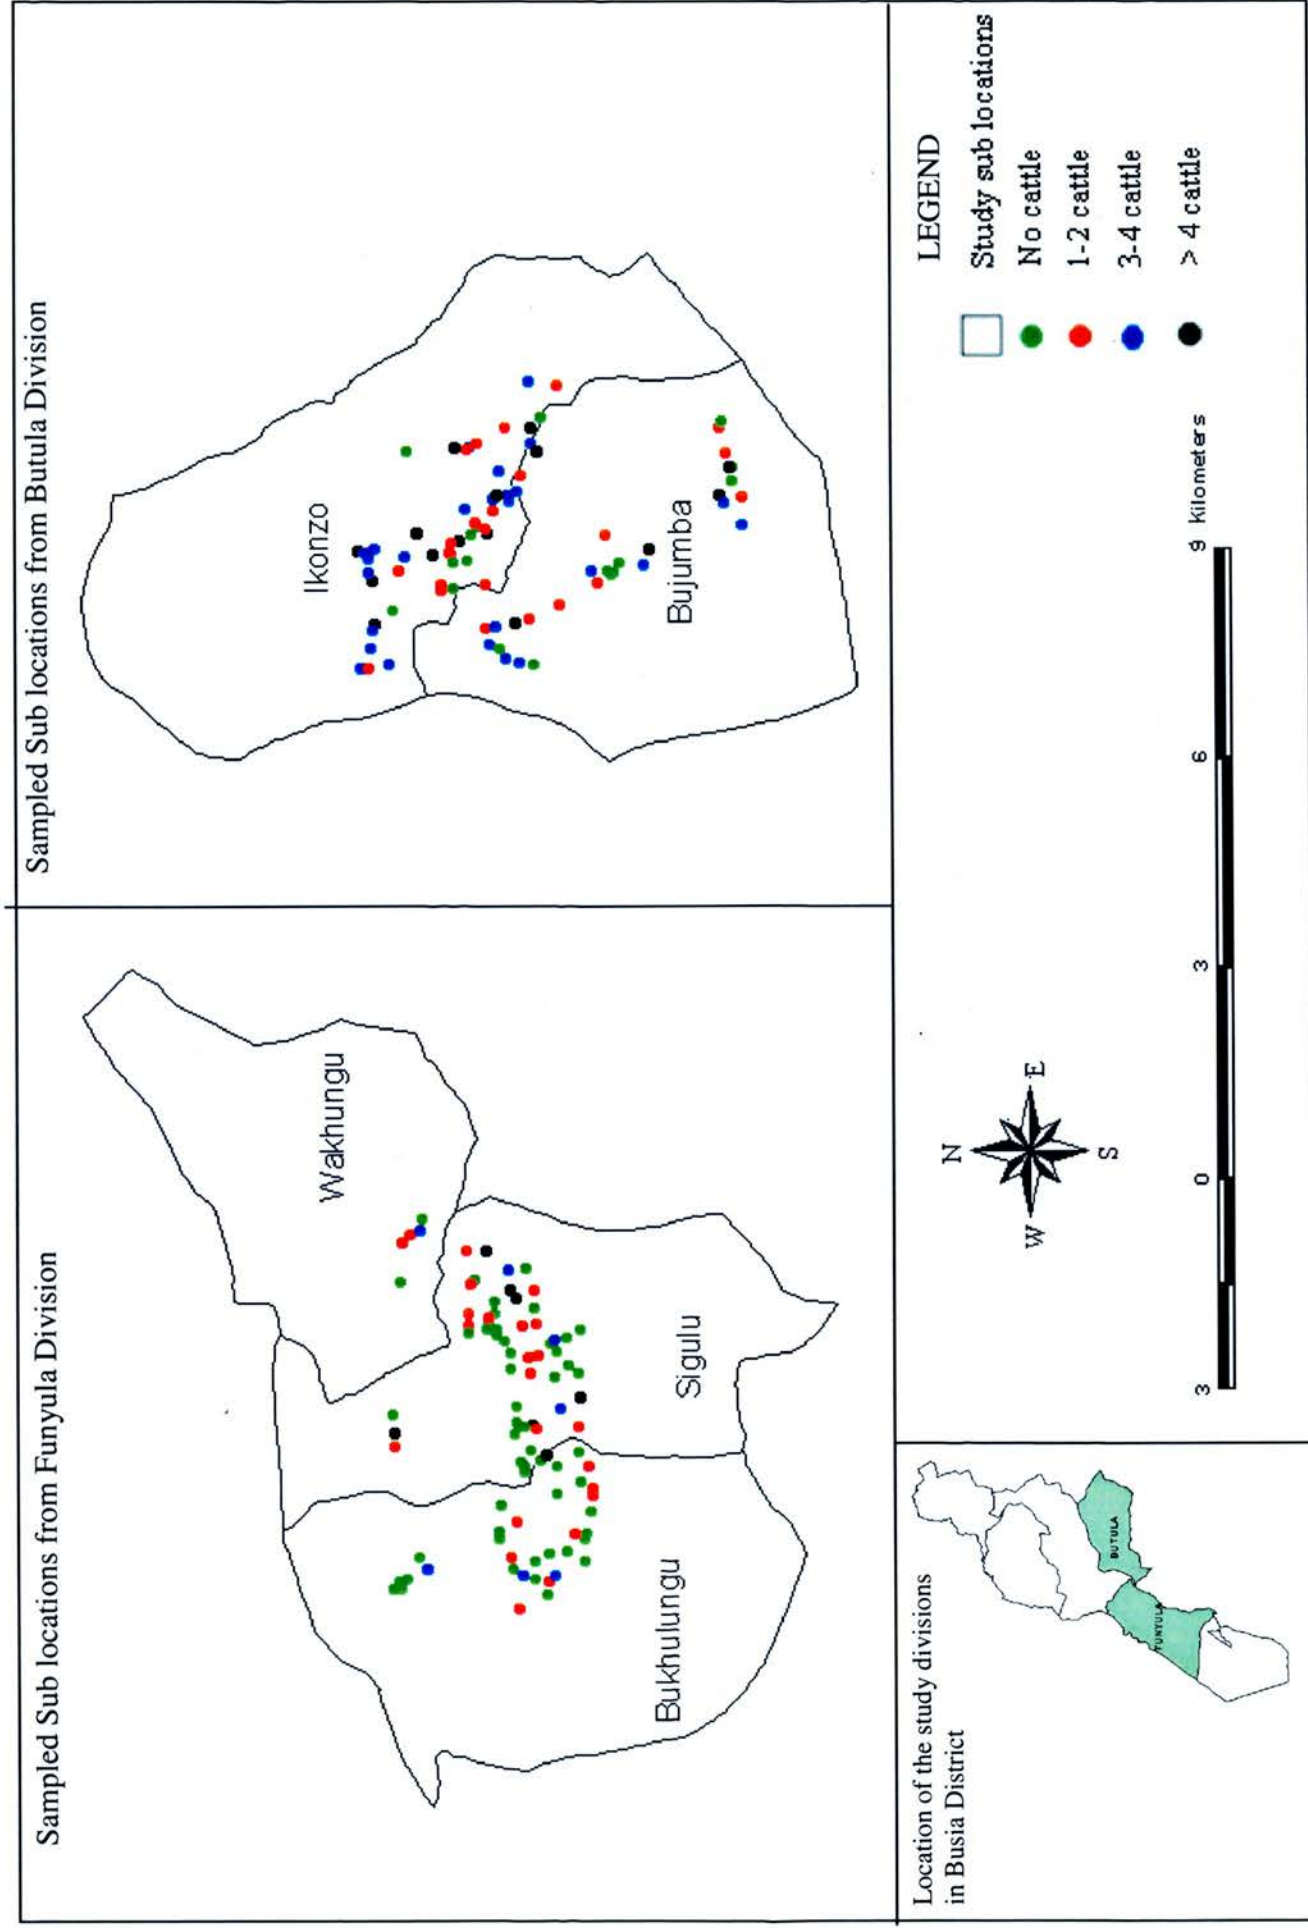 Sampled Sub locations from Funyula Division
Wakhungu
Sigulu
Bukhulungu
Sampled Sub locations from Butula Division
Ikonzo
Bujumba
Location of the study divisions
in Busia District
BUTULA
FUNYULA
N
W
E
S
3
0
3
6
9 Kilometers
LEGEND
Study sub locations
No cattle
1-2 cattle
3-4 cattle
> 4 cattle